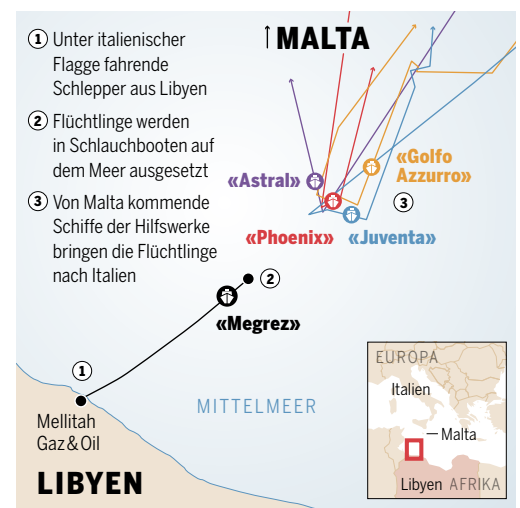 ① Unter italienischer
Flagge fahrende
Schlepper aus Libyen
② Flüchtlinge werden
in Schlauchbooten auf
dem Meer ausgesetzt
③ Von Malta kommende
Schiffe der Hilfswerke
bringen die Flüchtlinge
nach Italien
MALTA
«Astral»
«Golfo
Azzurro»
③
«Phoenix»
«Juventa»
②
«Megrez»
①
MITTELMEER
Mellitah
Gaz & Oil
LIBYEN
EUROPA
Italien
Malta
Libyen
AFRIKA